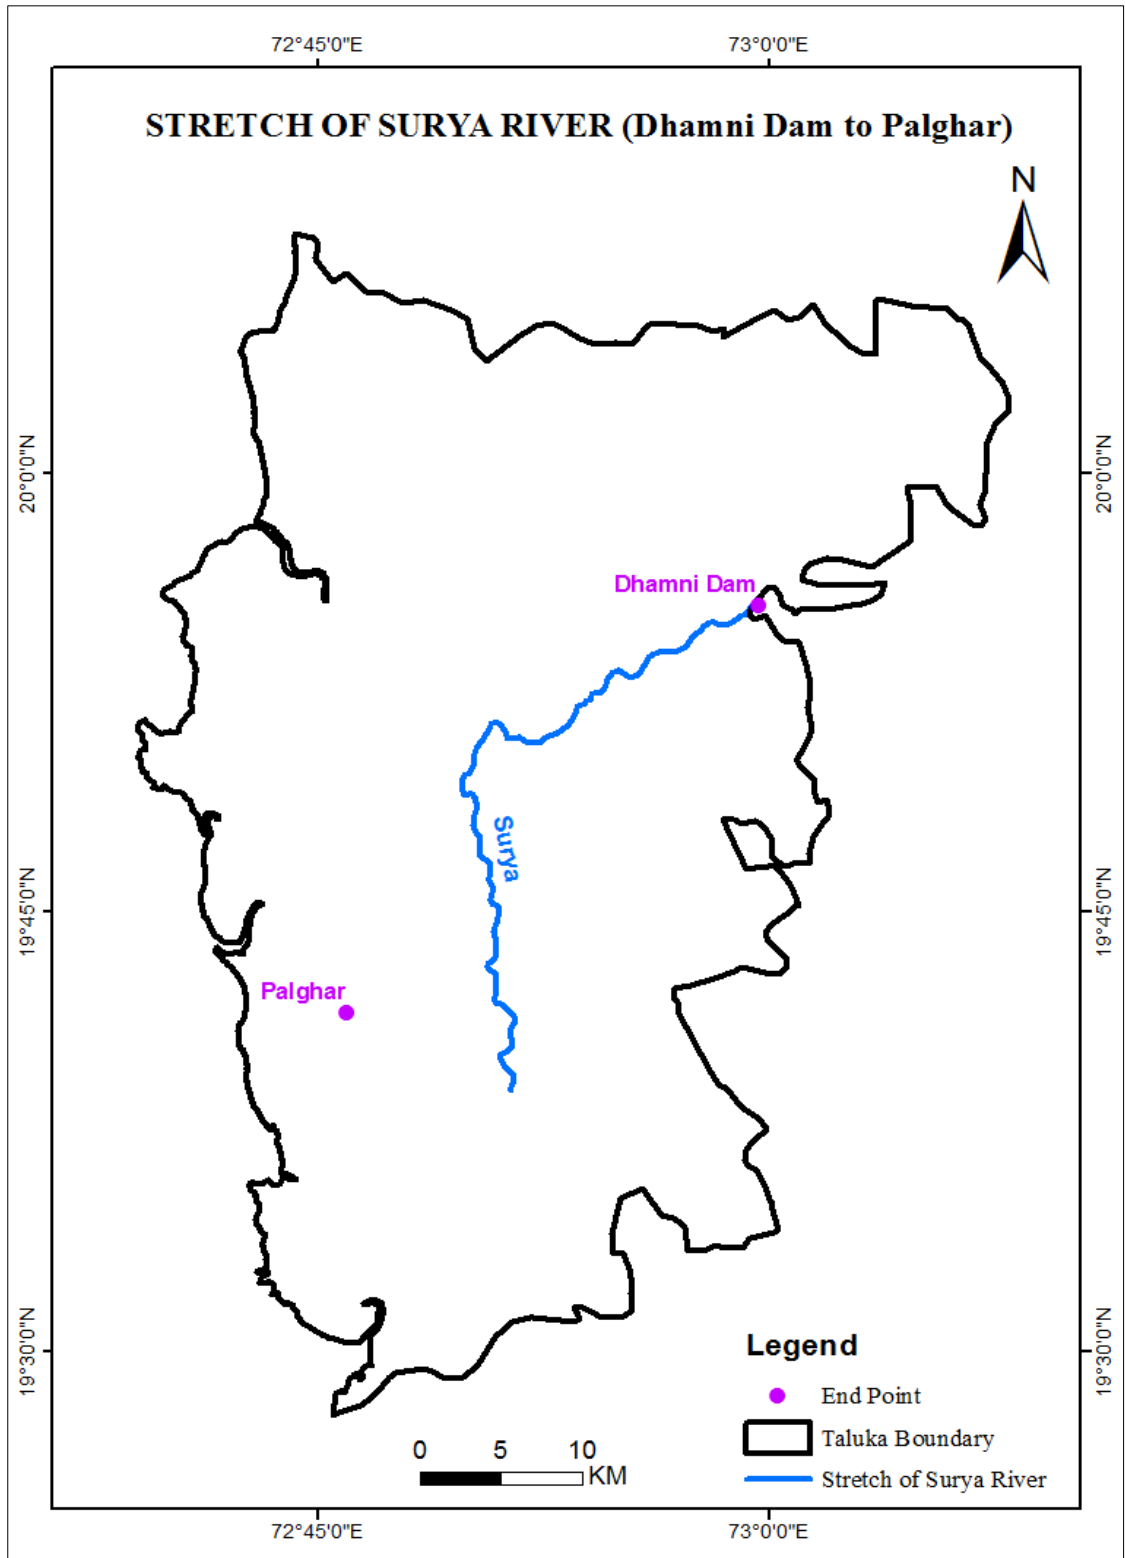 72°45'0"E
73°0'0"E
STRETCH OF SURYA RIVER (Dhamni Dam to Palghar)
N
20°0'0"N
20°0'0"N
Dhamni Dam
Surya
19°45'0"N
19°45'0"N
Palghar
19°30'0"N
19°30'0"N
Legend
End Point
Taluka Boundary
Stretch of Surya River
0 5 10
KM
72°45'0"E
73°0'0"E